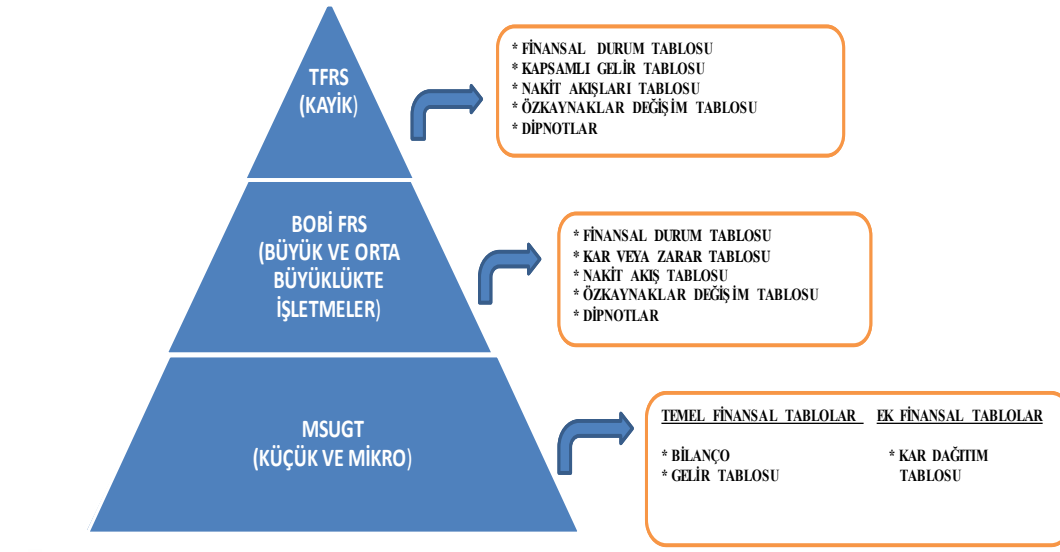 TFRS
(KAYİK)
* FİNANSAL DURUM TABLOSU
* KAPSAMLI GELİR TABLOSU
* NAKİT AKIŞLARI TABLOSU
* ÖZKAYNAKLAR DEĞİŞİM TABLOSU
* DİPNOTLAR
BOBİ FRS
(BÜYÜK VE ORTA
BÜYÜKLÜKTE
İŞLETMELER)
* FİNANSAL DURUM TABLOSU
* KAR VEYA ZARAR TABLOSU
* NAKİT AKIŞ TABLOSU
* ÖZKAYNAKLAR DEĞİŞİM TABLOSU
* DİPNOTLAR
MSUGT
(KÜÇÜK VE MİKRO)
TEMEL FİNANSAL TABLOLAR EK FİNANSAL TABLOLAR
* BİLANÇO * KAR DAĞITIM
* GELİR TABLOSU TABLOSU